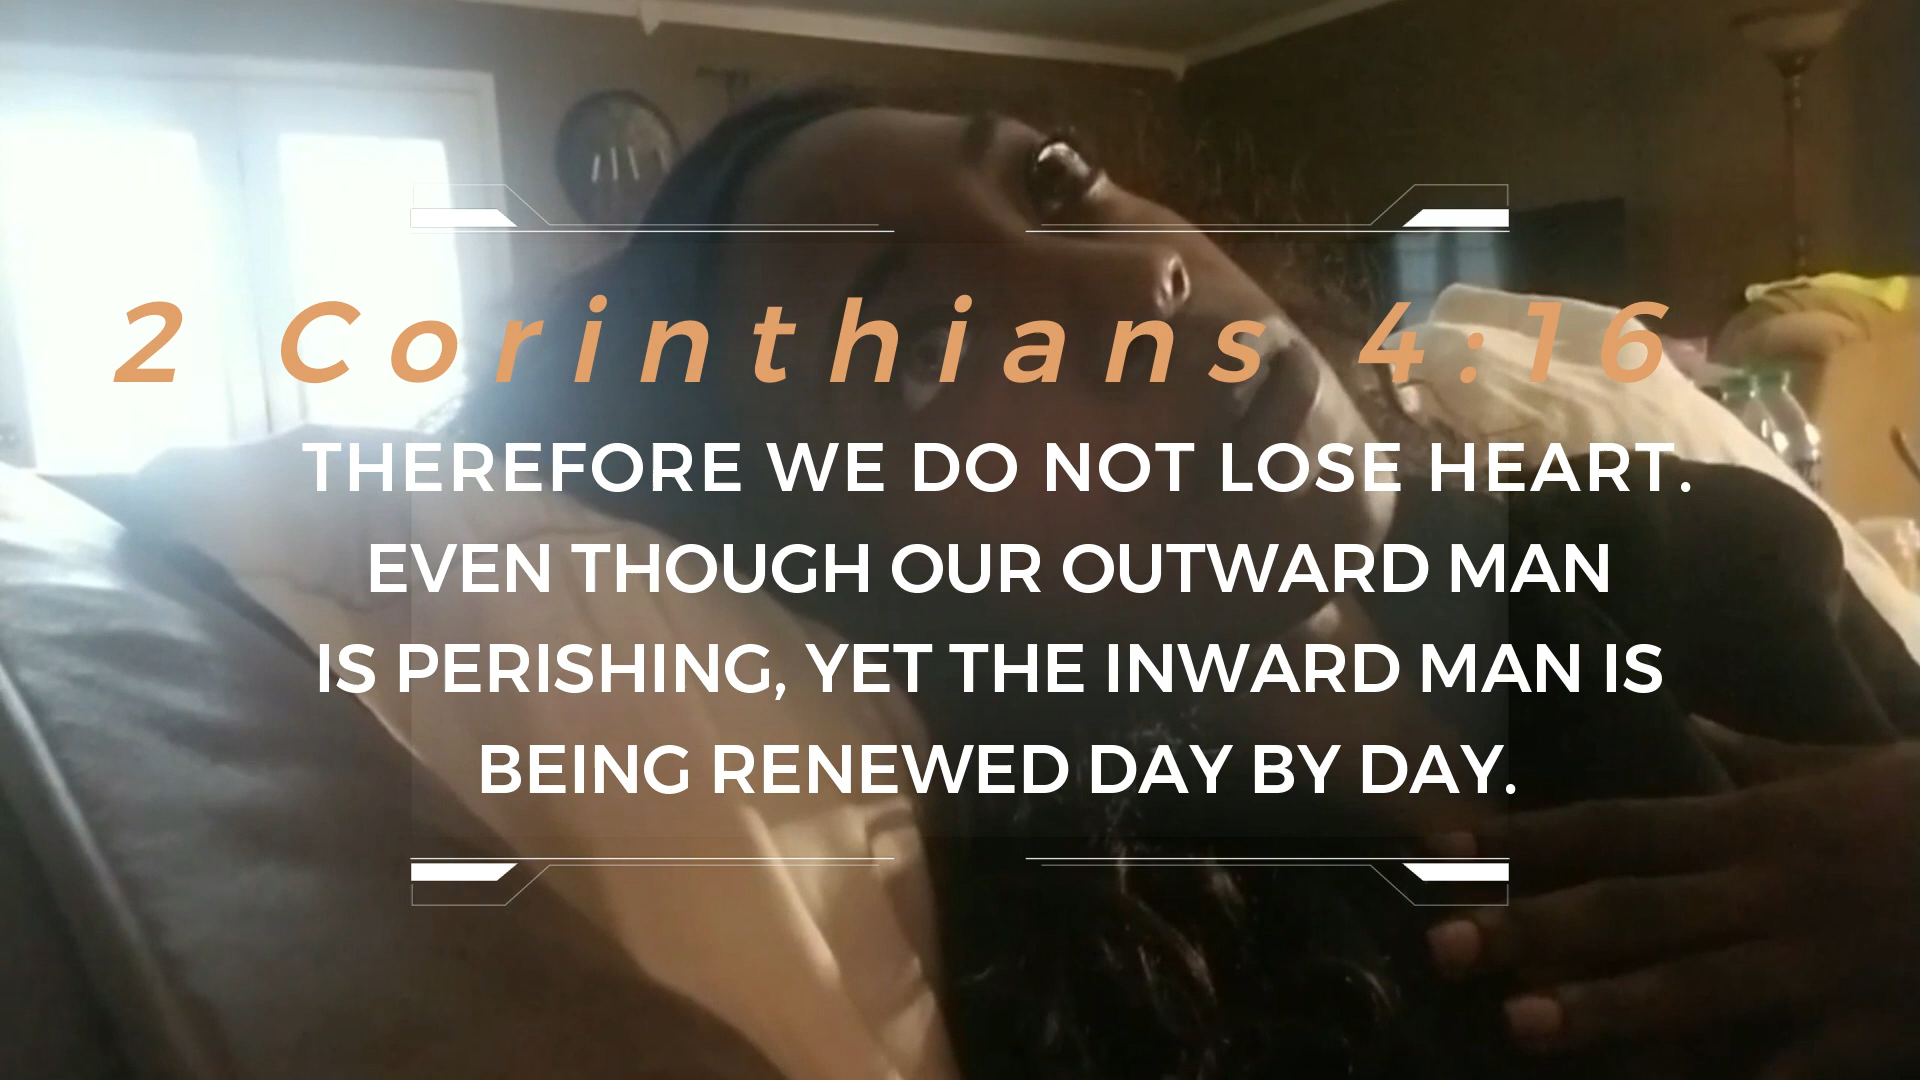 2 Corinthians 4:16
THEREFORE WE DO NOT LOSE HEART.
EVEN THOUGH OUR OUTWARD MAN
IS PERISHING, YET THE INWARD MAN IS
BEING RENEWED DAY BY DAY.